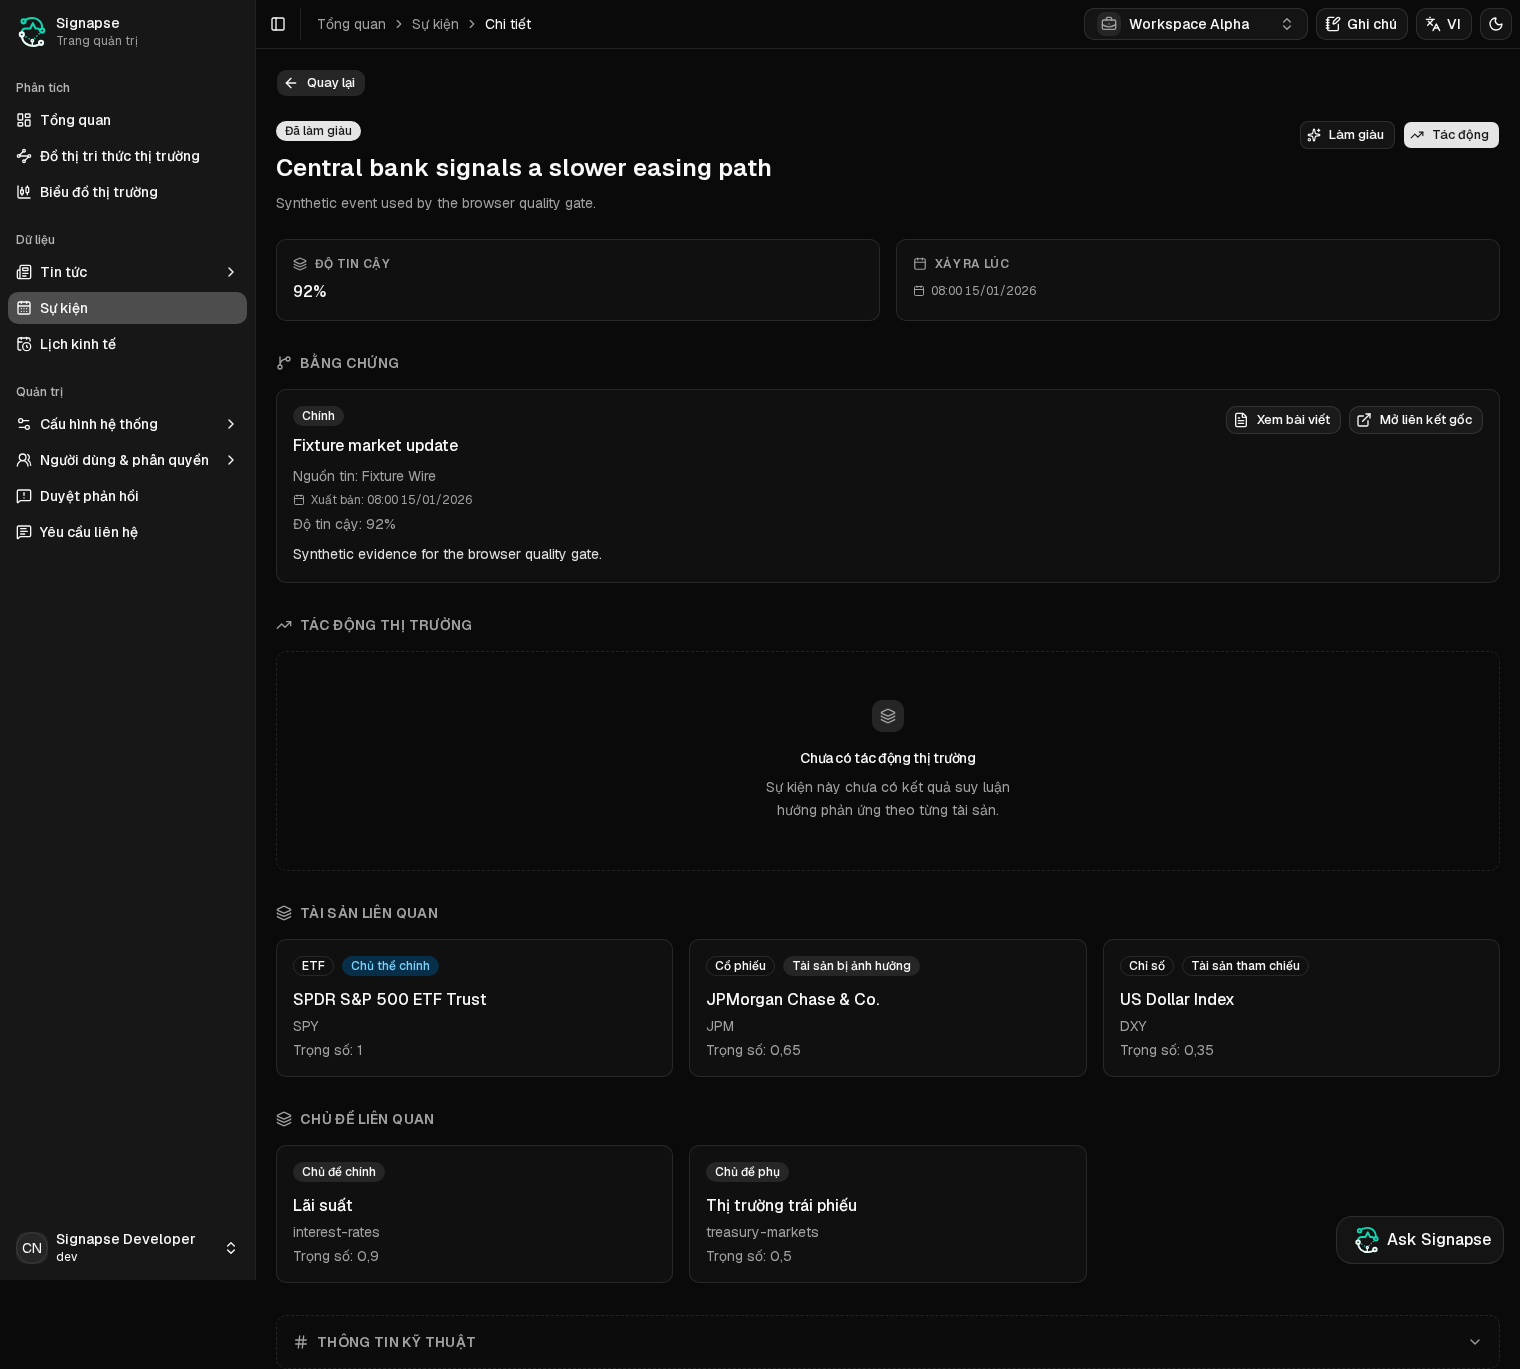 Signapse
Trang quản trị
Tổng quan
Sự kiện
Chi tiết
Workspace Alpha
Ghi chú
VI
Phân tích
Tổng quan
Đồ thị tri thức thị trường
Biểu đồ thị trường
Dữ liệu
Tin tức
Sự kiện
Lịch kinh tế
Quản trị
Cấu hình hệ thống
Người dùng & phân quyền
Duyệt phản hồi
Yêu cầu liên hệ
CN
Signapse Developer
dev
Quay lại
Đã làm giàu
Làm giàu
Tác động
Central bank signals a slower easing path
Synthetic event used by the browser quality gate.
ĐỘ TIN CẬY
92%
XẢY RA LÚC
08:00 15/01/2026
BẰNG CHỨNG
Chính
Xem bài viết
Mở liên kết gốc
Fixture market update
Nguồn tin: Fixture Wire
Xuất bản: 08:00 15/01/2026
Độ tin cậy: 92%
Synthetic evidence for the browser quality gate.
TÁC ĐỘNG THỊ TRƯỜNG
Chưa có tác động thị trường
Sự kiện này chưa có kết quả suy luận
hướng phản ứng theo từng tài sản.
TÀI SẢN LIÊN QUAN
ETF
Chủ thể chính
SPDR S&P 500 ETF Trust
SPY
Trọng số: 1
Cổ phiếu
Tài sản bị ảnh hưởng
JPMorgan Chase & Co.
JPM
Trọng số: 0,65
Chỉ số
Tài sản tham chiếu
US Dollar Index
DXY
Trọng số: 0,35
CHỦ ĐỀ LIÊN QUAN
Chủ đề chính
Lãi suất
interest-rates
Trọng số: 0,9
Chủ đề phụ
Thị trường trái phiếu
treasury-markets
Trọng số: 0,5
Ask Signapse
THÔNG TIN KỸ THUẬT